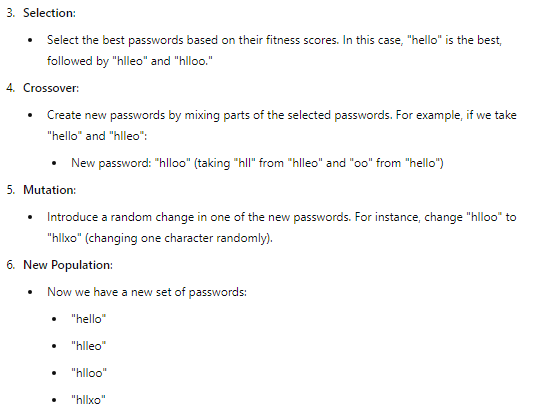 3. Selection:
• Select the best passwords based on their fitness scores. In this case, "hello" is the best,
followed by "hlleo" and "hlloo."
4. Crossover:
• Create new passwords by mixing parts of the selected passwords. For example, if we take
"hello" and "hlleo":
• New password: "hlloo" (taking "hll" from "hlleo" and "oo" from "hello")
5. Mutation:
• Introduce a random change in one of the new passwords. For instance, change "hlloo" to
"hllxo" (changing one character randomly).
6. New Population:
• Now we have a new set of passwords:
• "hello"
• "hlleo"
• "hlloo"
• "hllxo"